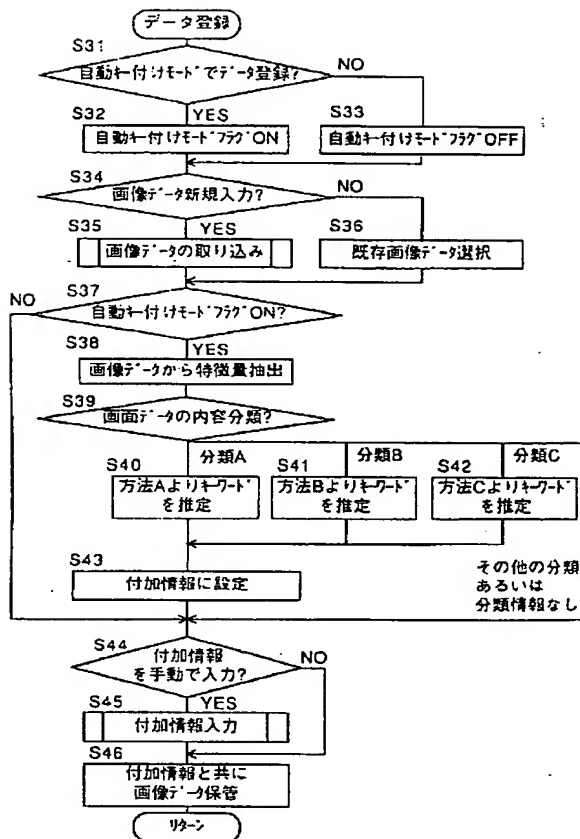 データ登録
S31
自動キー付けモードでデータ登録?
NO
YES
S32
自動キー付けモードフラグON
S33
自動キー付けモードフラグOFF
S34
画像データ新規入力?
NO
YES
S35
画像データの取り込み
S36
既存画像データ選択
S37
NO
自動キー付けモードフラグON?
YES
S38
画像データから特徴量抽出
S39
画面データの内容分類?
分類A
分類B
分類C
S40
方法Aよりキーワード
を推定
S41
方法Bよりキーワード
を推定
S42
方法Cよりキーワード
を推定
その他の分類
あるいは
分類情報なし
S43
付加情報に設定
S44
付加情報
を手動で入力?
NO
YES
S45
付加情報入力
S46
付加情報と共に
画像データ保管
リターン